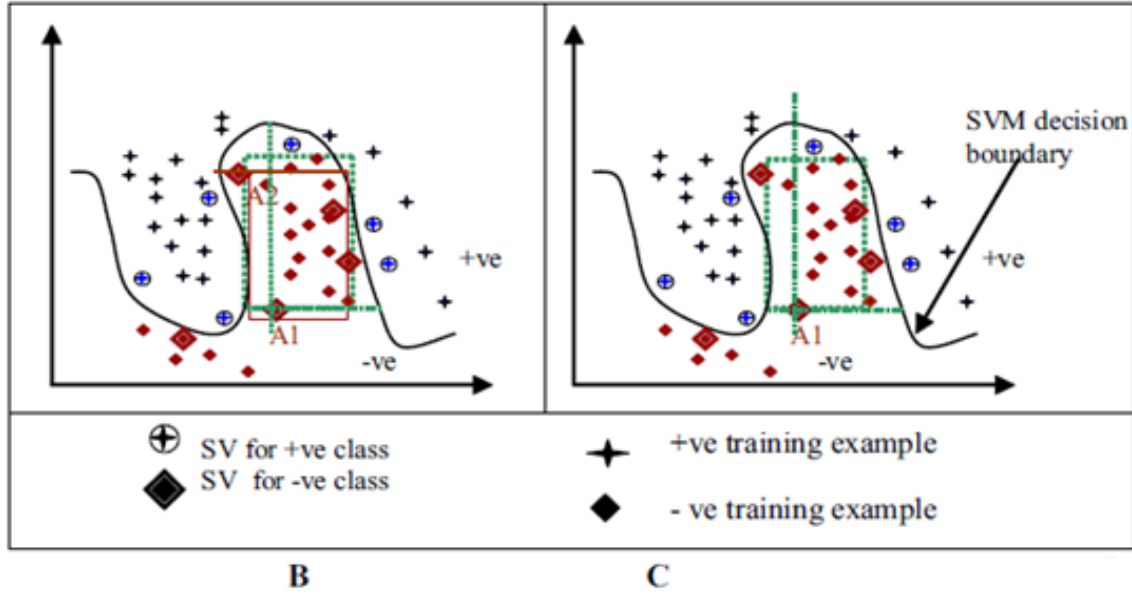 SVM decision
boundary
A2
+ve
+ve
A1
A1
-ve
-ve
SV for +ve class
SV for -ve class
+ve training example
- ve training example
B
C